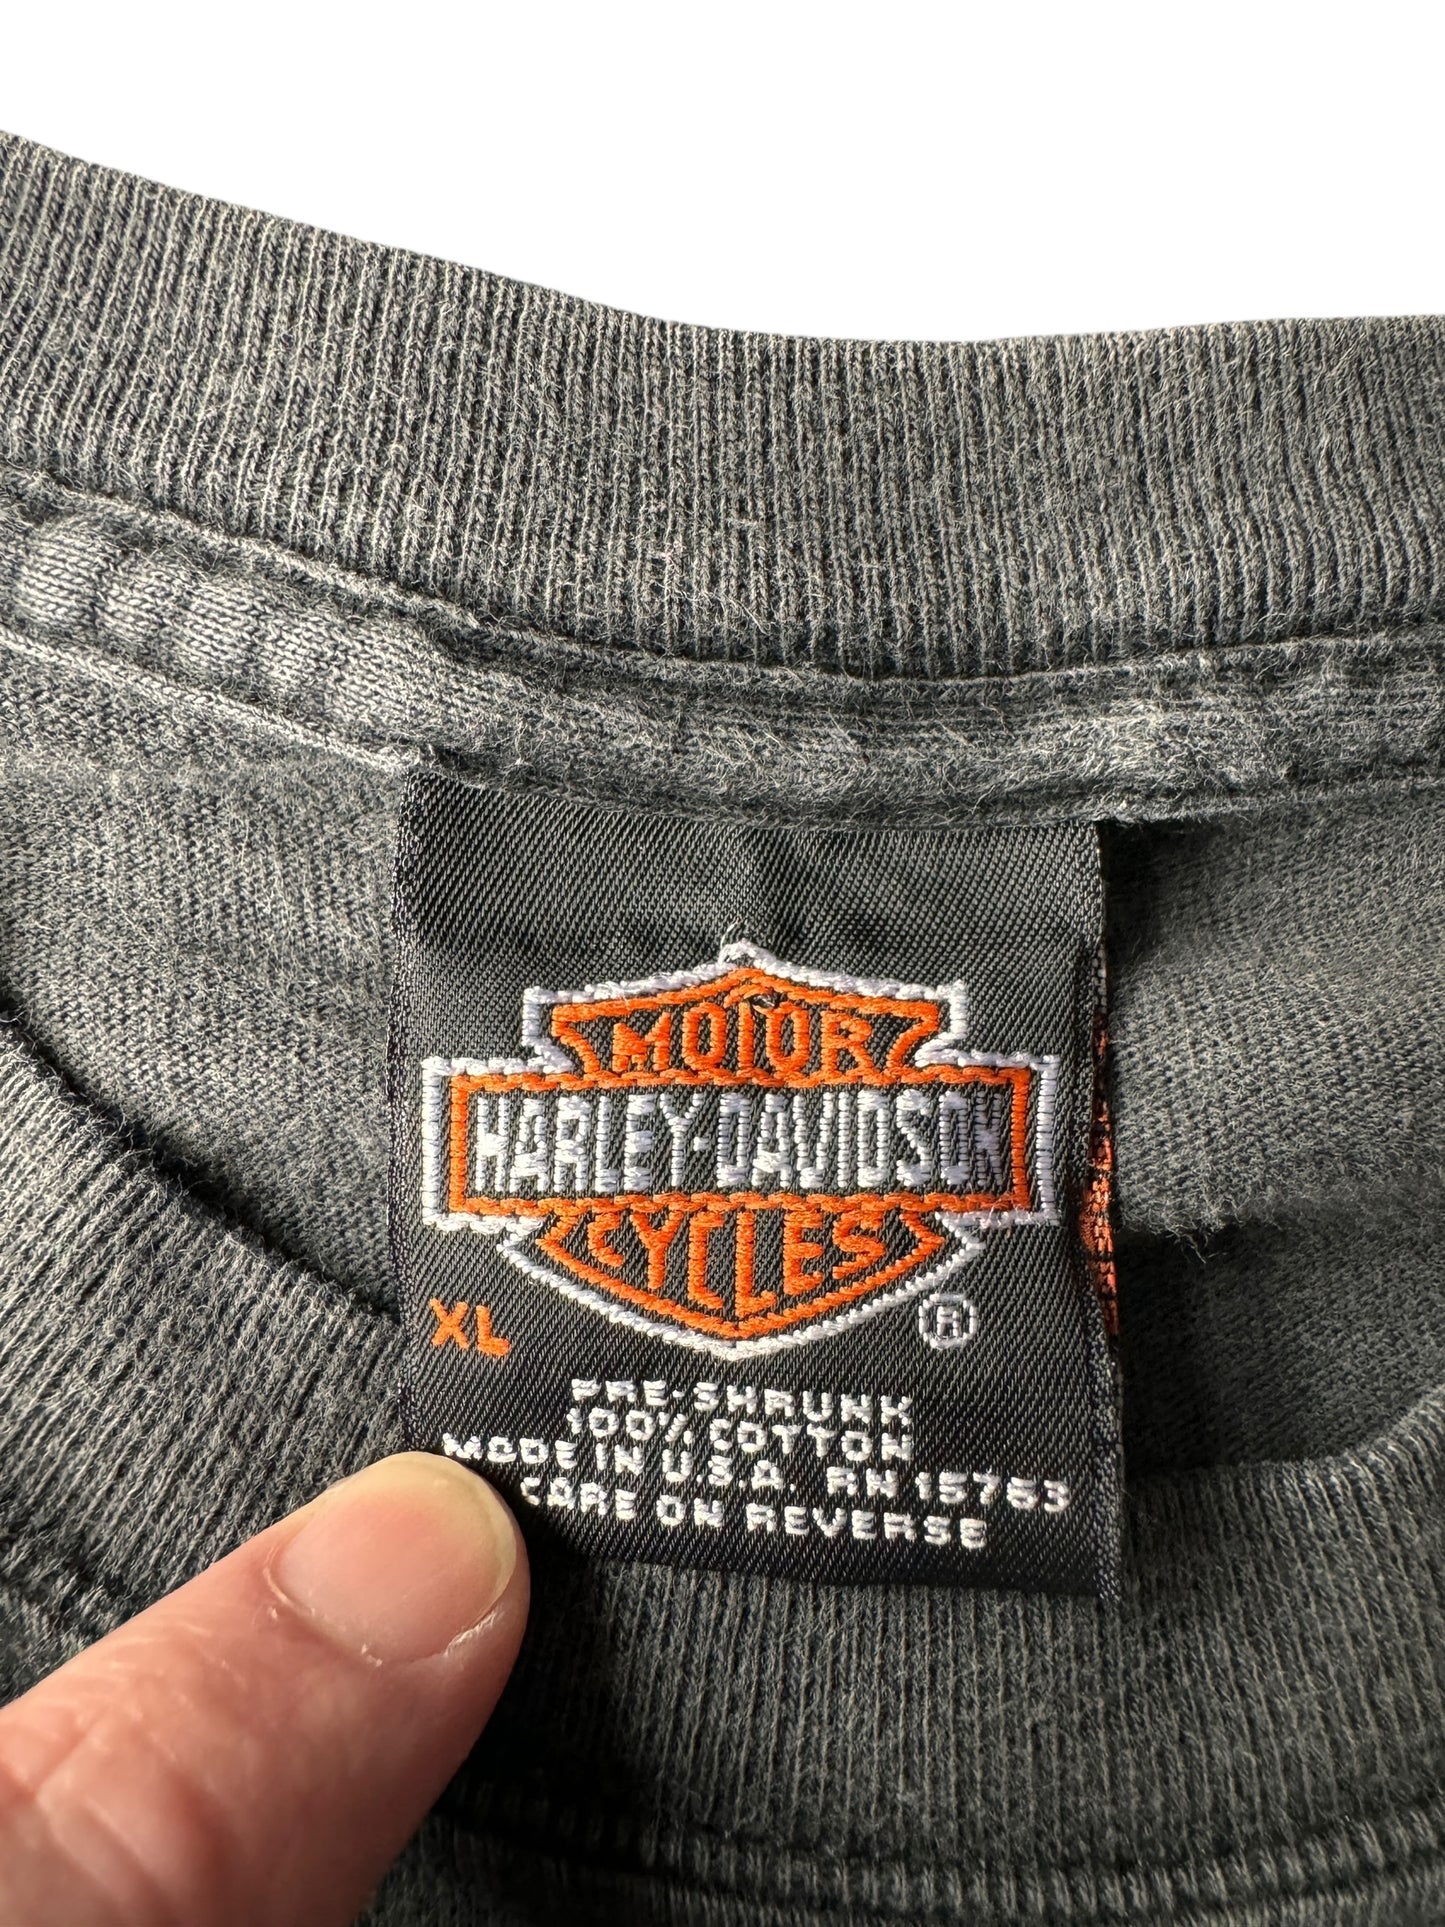 MOTOR
HARLEY-DAVIDSON
CYCLES
XL
®
PRE-SHRUNK
100% COTTON
MADE IN U.S.A. RN 15763
CARE ON REVERSE